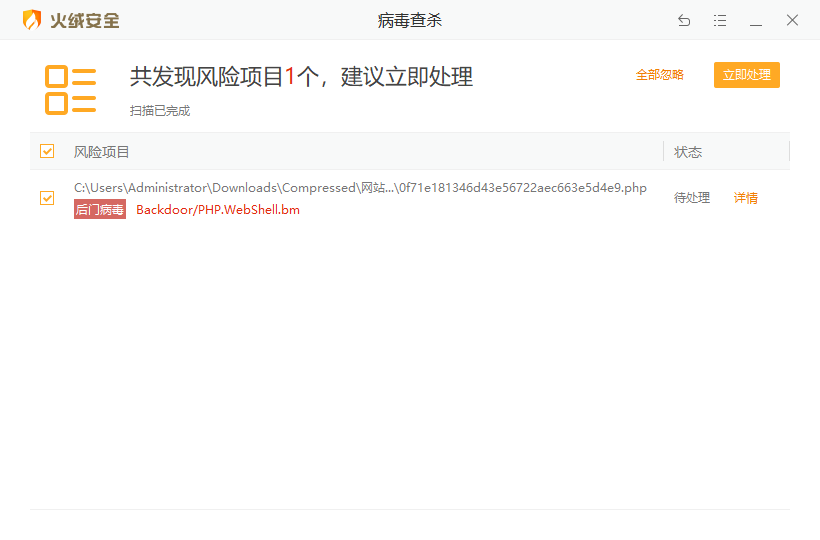 火绒安全
病毒查杀
共发现风险项目1个，建议立即处理
全部忽略
立即处理
扫描已完成
风险项目
状态
C:\Users\Administrator\Downloads\Compressed\网站...\0f71e181346d43e56722aec663e5d4e9.php
待处理
详情
后门病毒 Backdoor/PHP.WebShell.bm